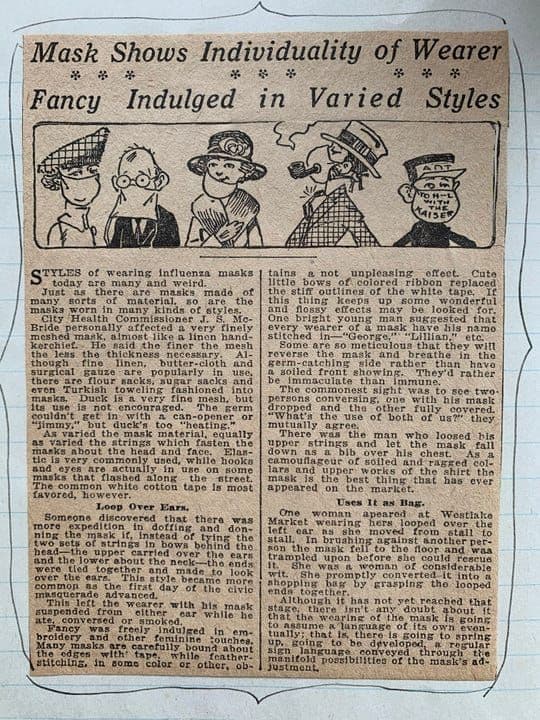 Mask Shows Individuality of Wearer
* * * * * * * * *
Fancy Indulged in Varied Styles
ANT
TO H-L
WITH
THE
KAISER
STYLES of wearing influenza masks
today are many and weird.
Just as there are masks made of
many sorts of material, so are the
masks worn in many kinds of styles.
City Health Commissioner J. S. Mc-
Bride personally affected a very finely
meshed mask, almost like a linen hand-
kerchief. He said the finer the mesh
the less the thickness necessary. Al-
though fine linen, butter-cloth and
surgical gauze are popularly in use,
there are flour sacks, sugar sacks and
even Turkish toweling fashioned into
masks. Duck is a very fine mesh, but
its use is not encouraged. The germ
couldn't get in with a can-opener or
"jimmy," but duck's too "heating."
As varied the mask material, equally
as varied the strings which fasten the
masks about the head and face. Elas-
tic is very commonly used, while hooks
and eyes are actually in use on some
masks that flashed along the street.
The common white cotton tape is most
favored, however.
Loop Over Ears.
Someone discovered that there was
more expedition in doffing and don-
ning the mask if, instead of tying the
two sets of strings in bows behind the
head—the upper carried over the ears
and the lower about the neck—the ends
were tied together and made to look
over the ears. This style became more
common as the first day of the civic
masquerade advanced.
This left the wearer with his mask
suspended from either ear while he
ate, conversed or smoked.
Fancy was freely indulged in em-
broidery and other feminine touches.
Many masks are carefully bound about
the edges with tape, while feather-
stitching, in some color or other, ob-
tains a not unpleasing effect. Cute
little bows of colored ribbon replaced
the stiff outlines of the white tape. If
this thing keeps up some wonderful
and flossy effects may be looked for.
One bright young man suggested that
every wearer of a mask have his name
stitched in—"George," "Lillian," etc.
Some are so meticulous that they will
reverse the mask and breathe in the
germ-catching side rather than have
a soiled front showing. They'd rather
be immaculate than immune.
The commonest sight was to see two
persons conversing, one with his mask
dropped and the other fully covered.
"What's the use of both of us?" they
mutually agree.
There was the man who loosed his
upper strings and let the mask fall
down as a bib over his chest. As a
camouflageur of soiled and ragged col-
lars and upper works of the shirt the
mask is the best thing that has ever
appeared on the market.
Uses It as Bag.
One woman apeared at Westlake
Market wearing hers looped over the
left ear as she moved from stall to
stall. In brushing against another per-
son the mask fell to the floor and was
trampled upon before she could rescue
it. She was a woman of considerable
wit. She promptly converted it into a
shopping bag by grasping the looped
ends together.
Although it has not yet reached that
stage, there isn't any doubt about it
that the wearing of the mask is going
to assume a language of its own even-
tually; that is, there is going to spring
up, going to be developed, a regular
sign language conveyed through the
manifold possibilities of the mask's ad-
justment.